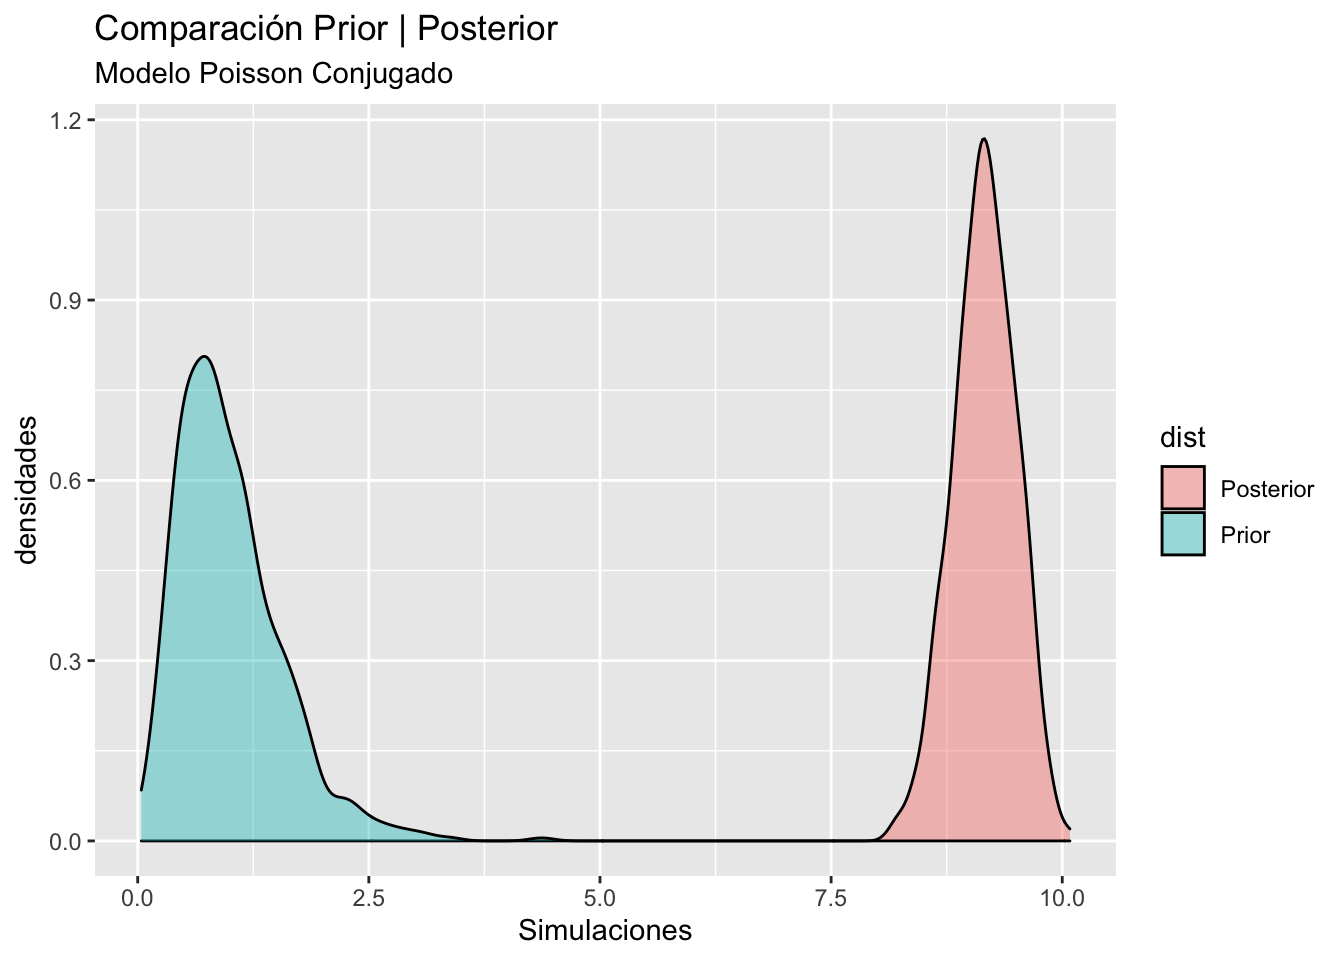 Comparación Prior | Posterior
Modelo Poisson Conjugado
1.2
0.9
0.6
0.3
0.0
densidades
0.0 2.5 5.0 7.5 10.0
Simulaciones
dist
Posterior
Prior